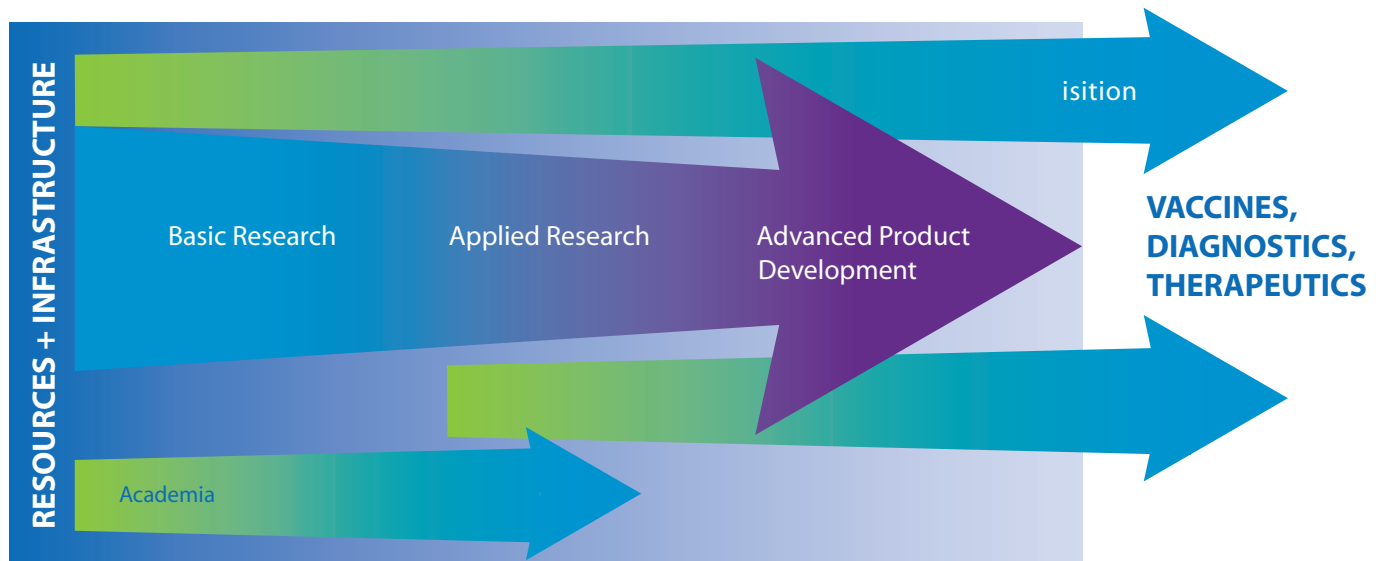 RESOURCES + INFRASTRUCTURE
isition
Basic Research
Applied Research
Advanced Product
Development
VACCINES,
DIAGNOSTICS,
THERAPEUTICS
Academia